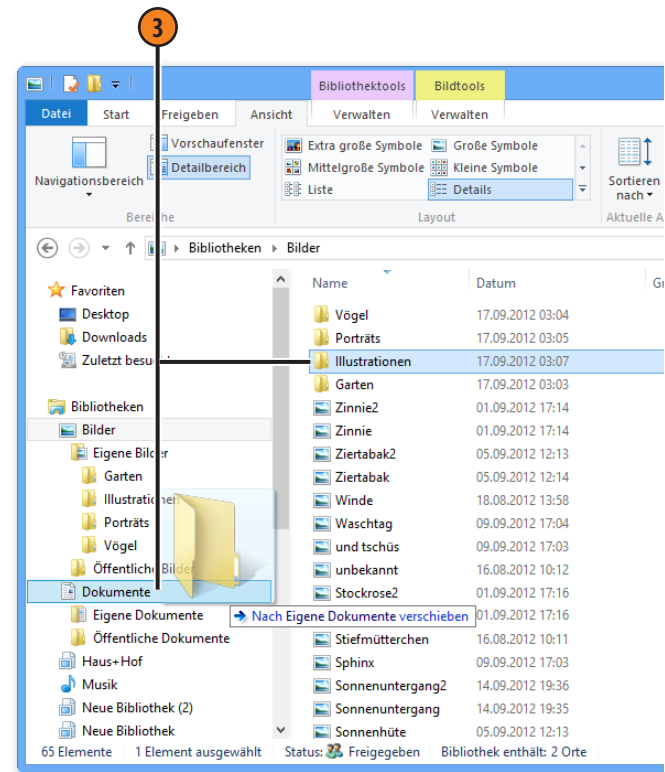 3
Bibliothektools Bildtools
Datei Start Freigeben Ansicht Verwalten Verwalten
Navigationsbereich
Vorschaufenster
Detailbereich
Bereiche
Extra große Symbole Große Symbole
Mittelgroße Symbole Kleine Symbole
Liste Details
Layout
Sortieren
nach
Aktuelle A
Bibliotheken Bilder
Favoriten
Desktop
Downloads
Zuletzt besu
Bibliotheken
Bilder
Eigene Bilder
Garten
Illustrationen
Porträts
Vögel
Öffentliche Bilder
Dokumente
Eigene Dokumente
Öffentliche Dokumente
Haus+Hof
Musik
Neue Bibliothek (2)
Neue Bibliothek
Nach Eigene Dokumente verschieben
Name Datum Gr
Vögel 17.09.2012 03:04
Porträts 17.09.2012 03:05
Illustrationen 17.09.2012 03:07
Garten 17.09.2012 03:03
Zinnie2 01.09.2012 17:14
Zinnie 01.09.2012 17:14
Ziertabak2 05.09.2012 12:13
Ziertabak 05.09.2012 12:14
Winde 18.08.2012 13:58
Waschtag 09.09.2012 17:04
und tschüs 09.09.2012 17:03
unbekannt 16.08.2012 10:12
Stockrose2 01.09.2012 17:16
01.09.2012 17:16
Stiefmütterchen 16.08.2012 10:11
Sphinx 09.09.2012 17:03
Sonnenuntergang2 14.09.2012 19:36
Sonnenuntergang 14.09.2012 19:35
Sonnenhüte 05.09.2012 12:13
65 Elemente 1 Element ausgewählt Status: Freigegeben Bibliothek enthält: 2 Orte